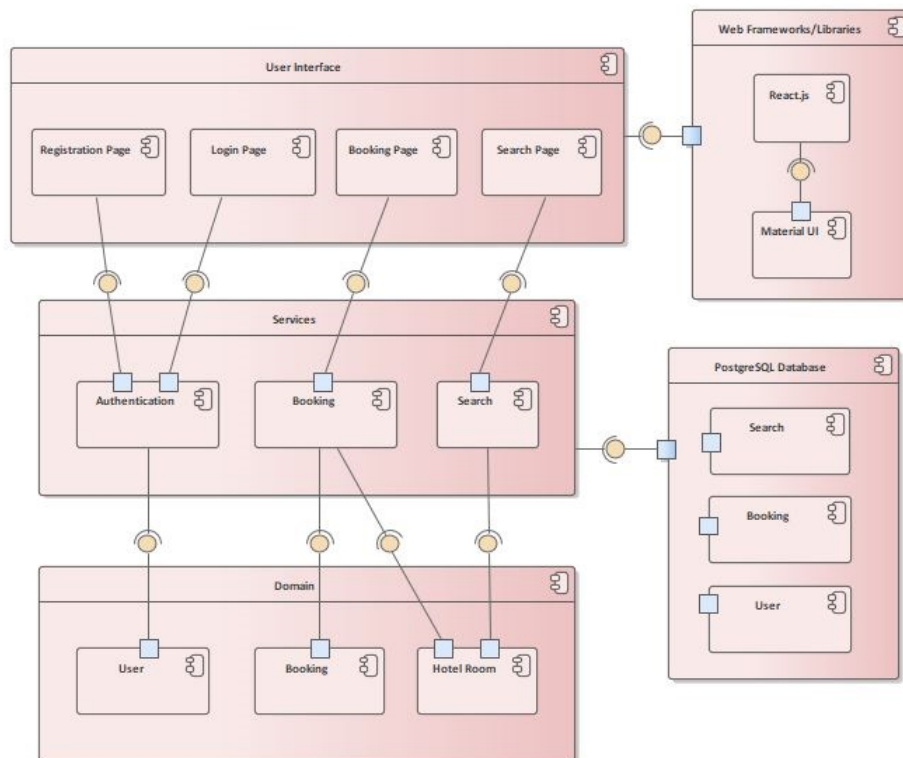 Web Frameworks/Libraries
User Interface
React.js
Registration Page
Login Page
Booking Page
Search Page
Material UI
Services
PostgreSQL Database
Authentication
Booking
Search
Search
Booking
Domain
User
User
Booking
Hotel Room